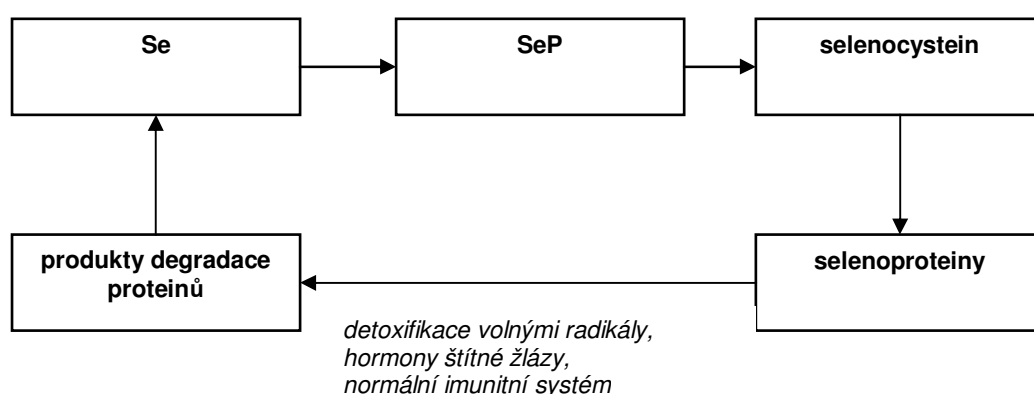 Se
SeP
selenocystein
produkty degradace
proteinů
selenoproteiny
detoxifikace volnými radikály,
hormony štítné žlázy,
normální imunitní systém